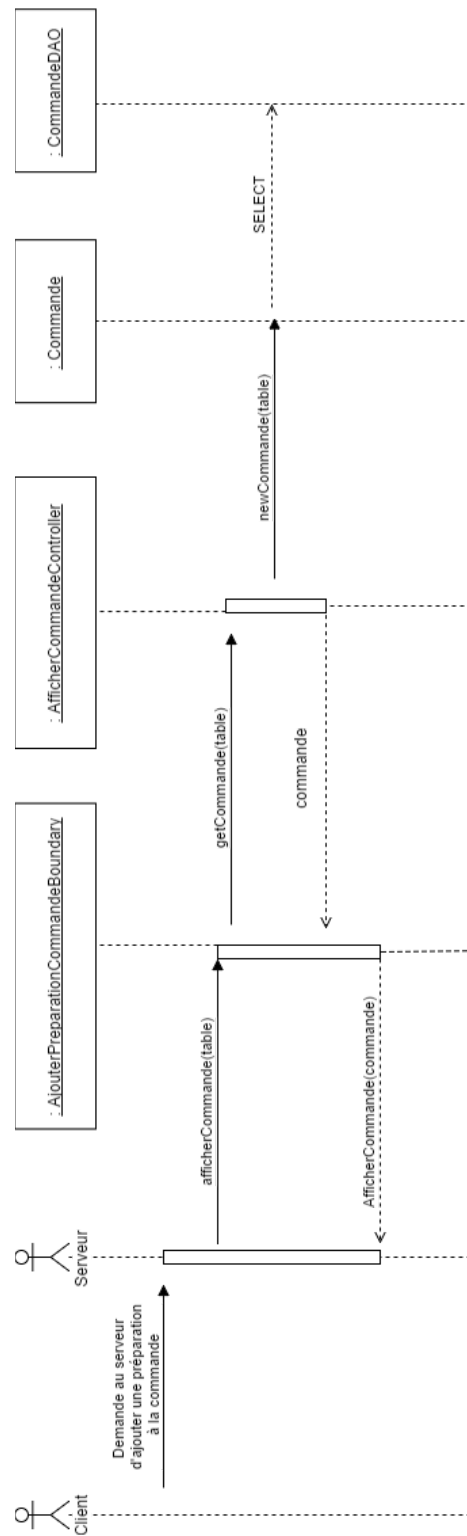 Client
Serveur
: AjouterPreparationCommandeBoundary
: AfficherCommandeController
: Commande
: CommandeDAO
Demande au serveur
d'ajouter une préparation
à la commande
afficherCommande(table)
getCommande(table)
newCommande(table)
SELECT
commande
AfficherCommande(commande)